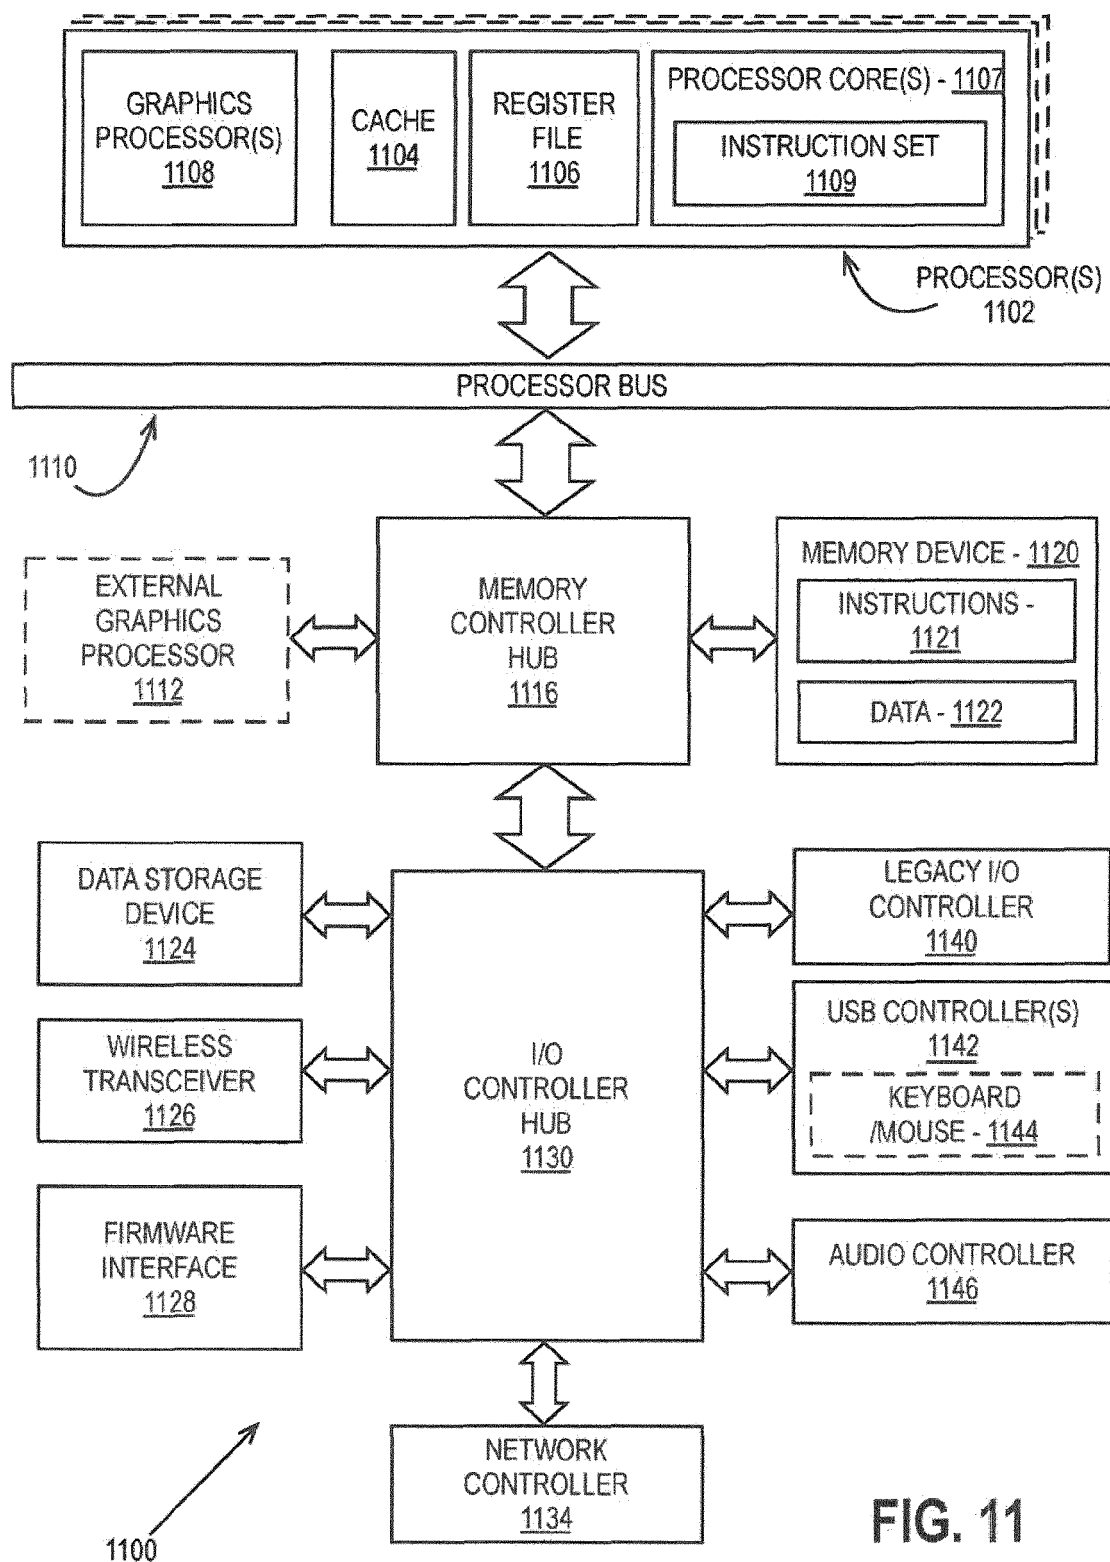 GRAPHICS
PROCESSOR(S)
1108
CACHE
1104
REGISTER
FILE
1106
PROCESSOR CORE(S) - 1107
INSTRUCTION SET
1109
PROCESSOR(S)
1102
PROCESSOR BUS
1110
EXTERNAL
GRAPHICS
PROCESSOR
1112
MEMORY
CONTROLLER
HUB
1116
MEMORY DEVICE - 1120
INSTRUCTIONS -
1121
DATA - 1122
DATA STORAGE
DEVICE
1124
WIRELESS
TRANSCEIVER
1126
FIRMWARE
INTERFACE
1128
I/O
CONTROLLER
HUB
1130
LEGACY I/O
CONTROLLER
1140
USB CONTROLLER(S)
1142
KEYBOARD
/MOUSE - 1144
AUDIO CONTROLLER
1146
NETWORK
CONTROLLER
1134
1100
FIG. 11